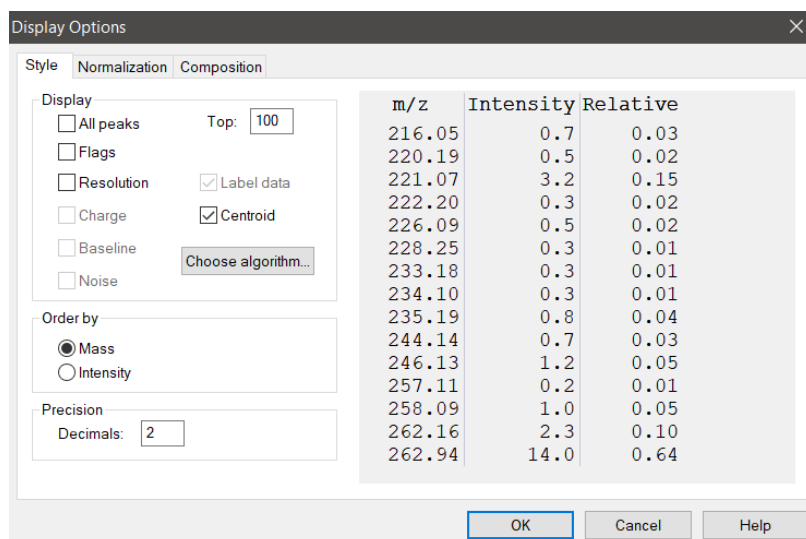 Display Options
Style Normalization Composition
Display
All peaks Top: 100
Flags
Resolution Label data
Charge Centroid
Baseline
Choose algorithm...
Noise
Order by
Mass
Intensity
Precision
Decimals: 2
m/z Intensity Relative
216.05 0.7 0.03
220.19 0.5 0.02
221.07 3.2 0.15
222.20 0.3 0.02
226.09 0.5 0.02
228.25 0.3 0.01
233.18 0.3 0.01
234.10 0.3 0.01
235.19 0.8 0.04
244.14 0.7 0.03
246.13 1.2 0.05
257.11 0.2 0.01
258.09 1.0 0.05
262.16 2.3 0.10
262.94 14.0 0.64
OK Cancel Help